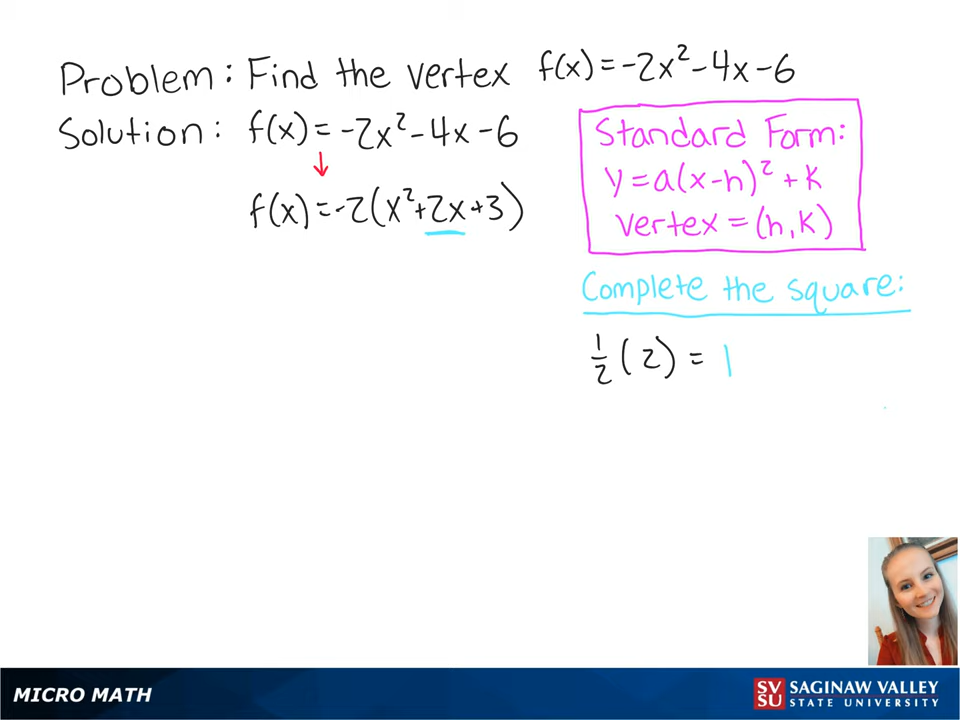 Problem: Find the vertex f(x) = -2x² - 4x - 6
Solution: f(x) = -2x² - 4x - 6
↓
f(x) = -2(x² + 2x + 3)
Standard Form:
y = a(x-h)² + k
vertex = (h, k)
Complete the square:
½(2) = 1
MICRO MATH
SVSU SAGINAW VALLEY
STATE UNIVERSITY